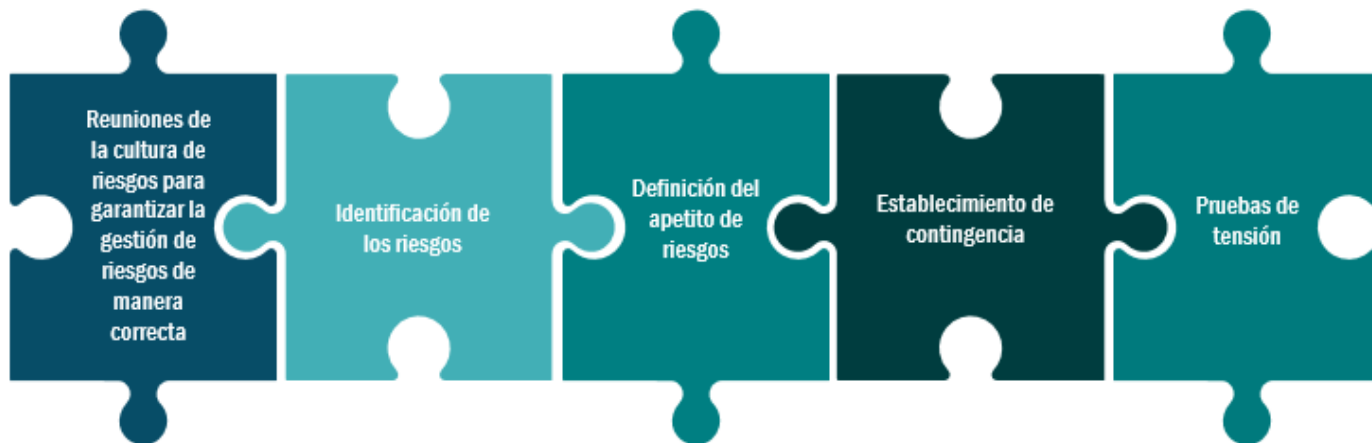 Reuniones de
la cultura de
riesgos para
garantizar la
gestión de
riesgos de
manera
correcta
Identificación de
los riesgos
Definición del
apetito de
riesgos
Establecimiento de
contingencia
Pruebas de
tensión